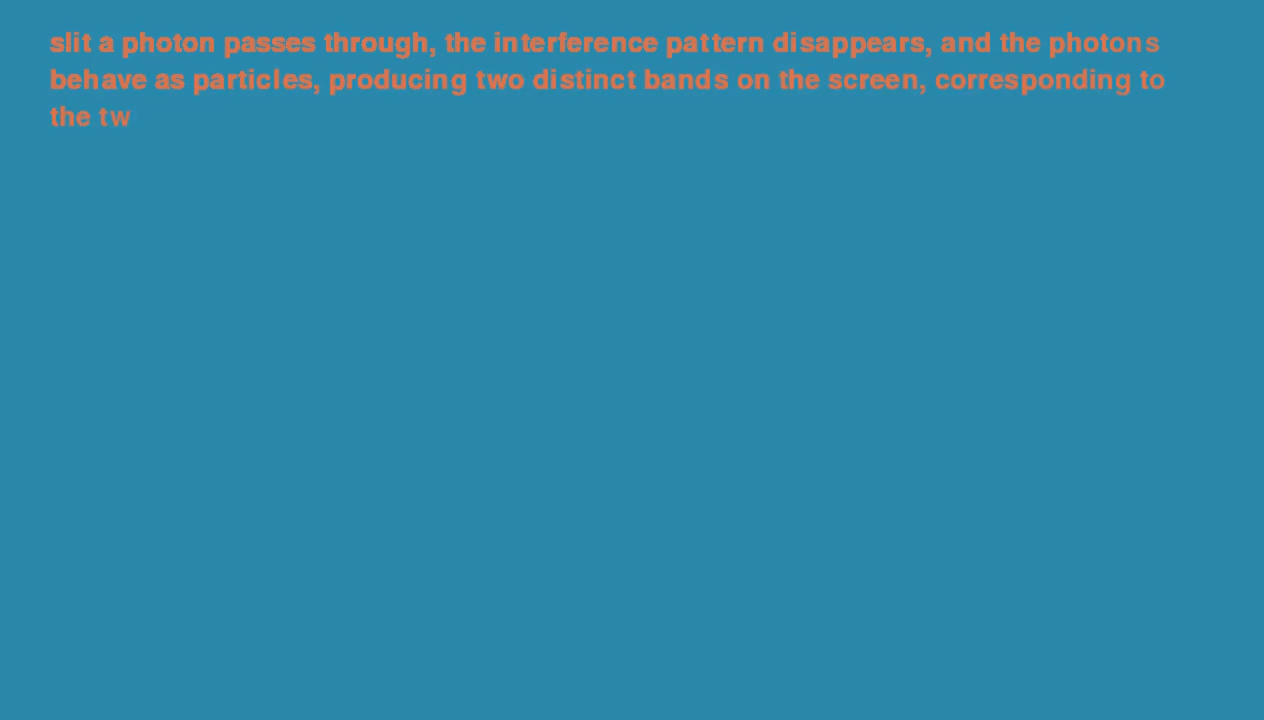 slit a photon passes through, the interference pattern disappears, and the photons
behave as particles, producing two distinct bands on the screen, corresponding to
the tw